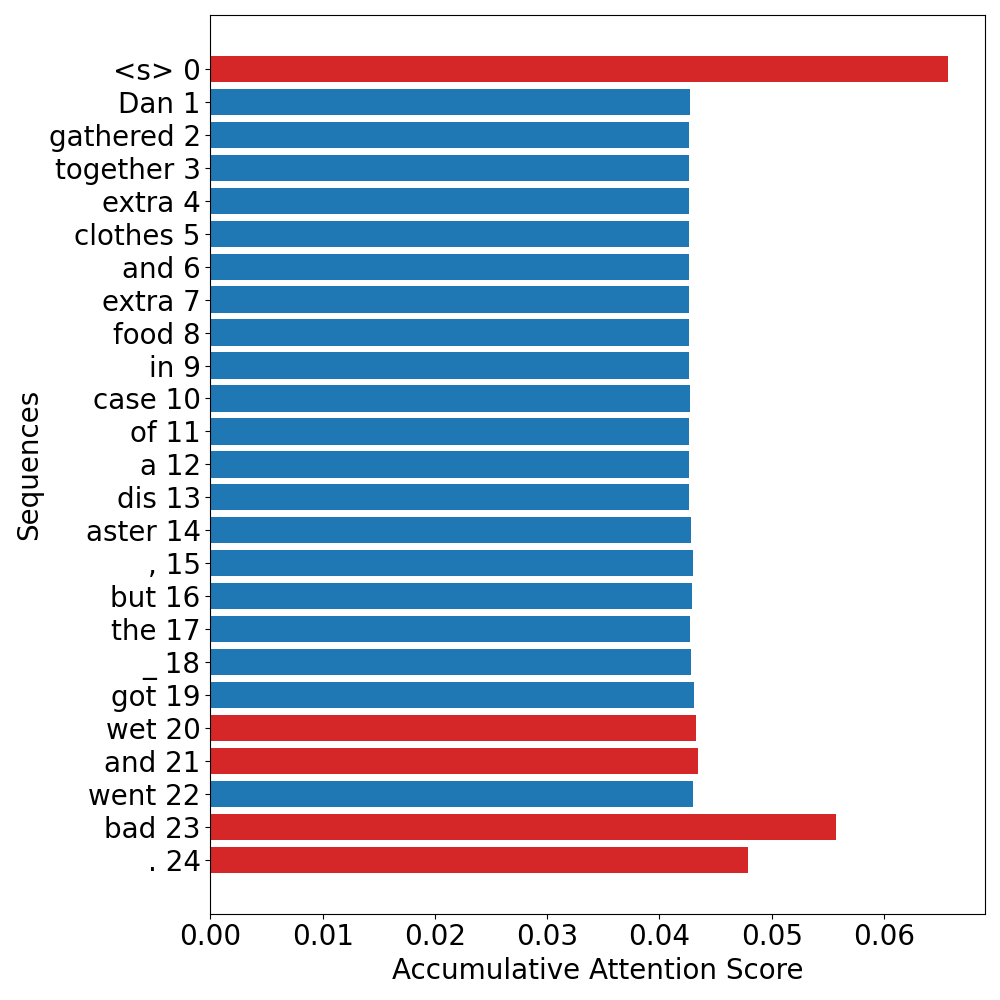 <s> 0
Dan 1
gathered 2
together 3
extra 4
clothes 5
and 6
extra 7
food 8
in 9
case 10
of 11
a 12
dis 13
aster 14
, 15
but 16
the 17
_ 18
got 19
wet 20
and 21
went 22
bad 23
. 24
Sequences
0.00 0.01 0.02 0.03 0.04 0.05 0.06
Accumulative Attention Score